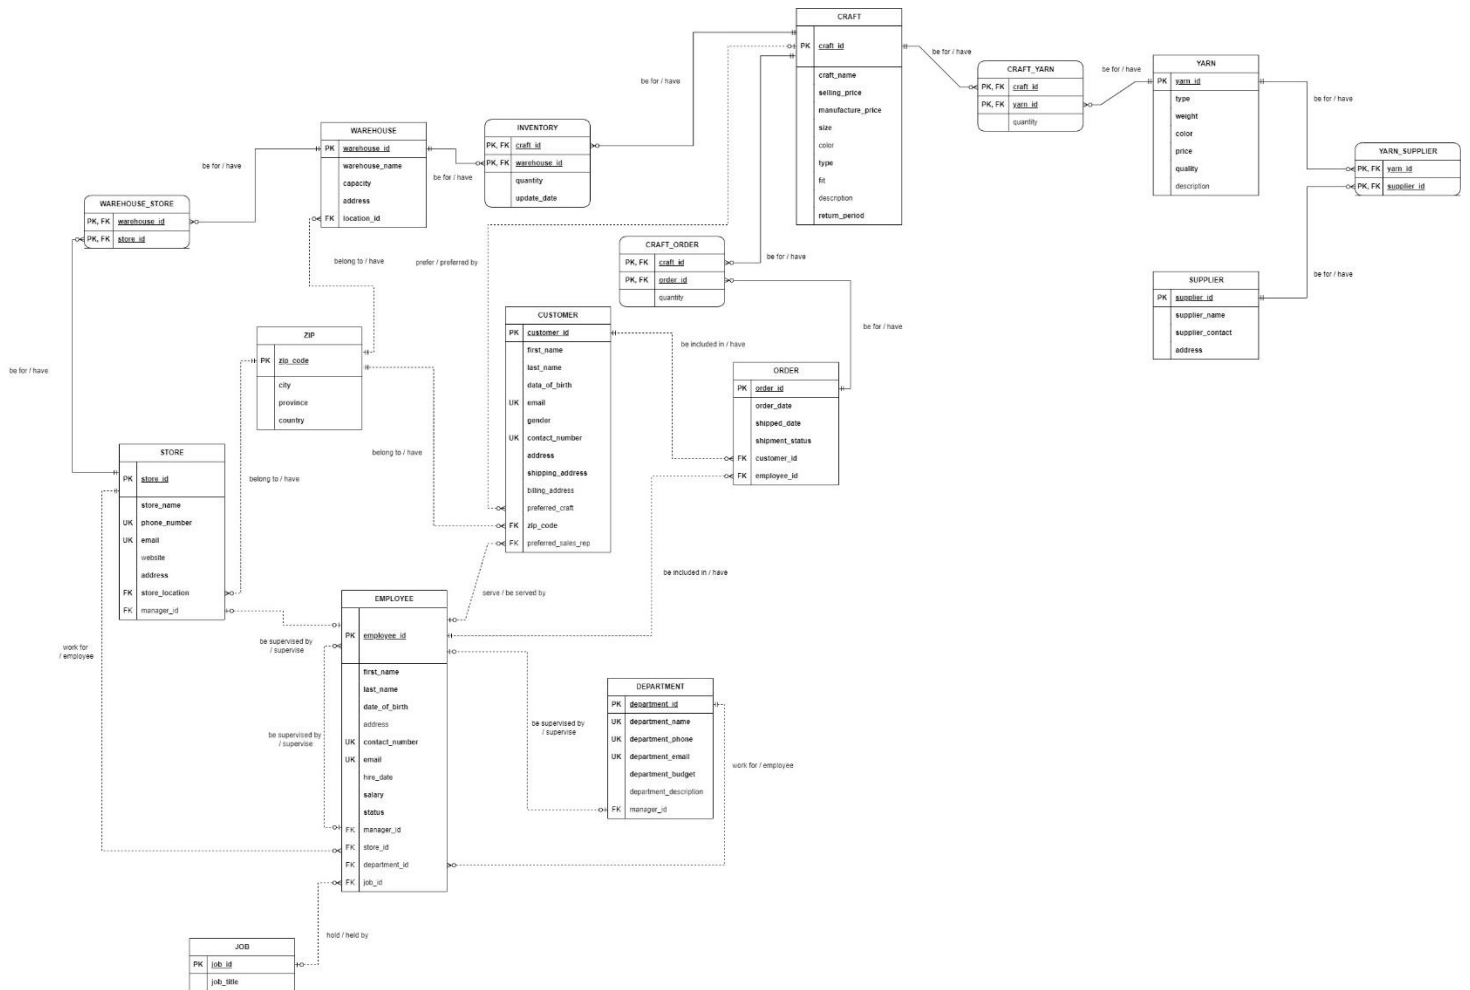 CRAFT
PK craft_id
craft_name
selling_price
manufacture_price
size
color
type
fit
description
return_period
be for / have
CRAFT_YARN
PK, FK craft_id
PK, FK yarn_id
quantity
be for / have
YARN
PK yarn_id
type
weight
color
price
quality
description
be for / have
YARN_SUPPLIER
PK, FK yarn_id
PK, FK supplier_id
be for / have
SUPPLIER
PK supplier_id
supplier_name
supplier_contact
address
be for / have
INVENTORY
PK, FK craft_id
PK, FK warehouse_id
quantity
update_date
be for / have
WAREHOUSE
PK warehouse_id
warehouse_name
capacity
address
FK location_id
be for / have
WAREHOUSE_STORE
PK, FK warehouse_id
PK, FK store_id
belong to / have
prefer / preferred by
CRAFT_ORDER
PK, FK craft_id
PK, FK order_id
quantity
be for / have
be for / have
CUSTOMER
PK customer_id
first_name
last_name
data_of_birth
UK email
gender
UK contact_number
address
shipping_address
billing_address
preferred_craft
FK zip_code
FK preferred_sales_rep
be included in / have
ORDER
PK order_id
order_date
shipped_date
shipment_status
FK customer_id
FK employee_id
ZIP
PK zip_code
city
province
country
be for / have
belong to / have
belong to / have
STORE
PK store_id
store_name
UK phone_number
UK email
website
address
FK store_location
FK manager_id
be included in / have
serve / be served by
EMPLOYEE
PK employee_id
first_name
last_name
date_of_birth
address
UK contact_number
UK email
hire_date
salary
status
FK manager_id
FK store_id
FK department_id
FK job_id
be supervised by
/ supervise
work for
/ employee
be supervised by
/ supervise
be supervised by
/ supervise
DEPARTMENT
PK department_id
UK department_name
UK department_phone
UK department_email
department_budget
department_description
FK manager_id
work for / employee
hold / held by
JOB
PK job_id
job_title